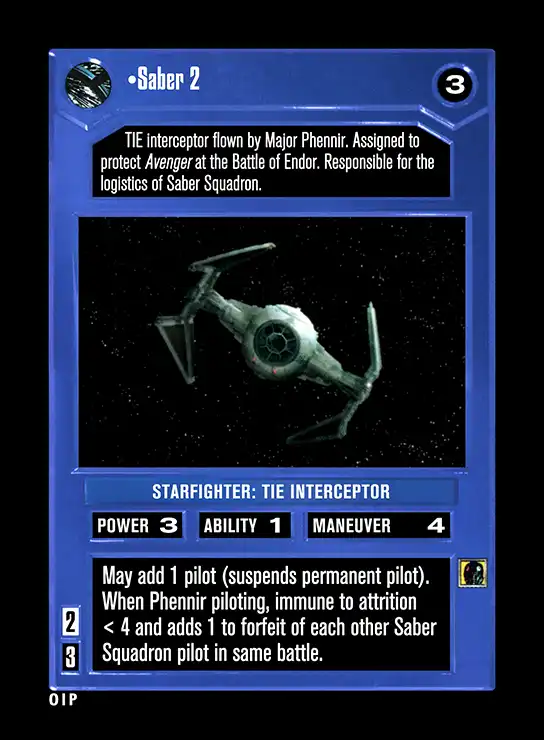 •Saber 2
3
TIE interceptor flown by Major Phennir. Assigned to
protect Avenger at the Battle of Endor. Responsible for the
logistics of Saber Squadron.
STARFIGHTER: TIE INTERCEPTOR
POWER 3 ABILITY 1 MANEUVER 4
May add 1 pilot (suspends permanent pilot).
When Phennir piloting, immune to attrition
< 4 and adds 1 to forfeit of each other Saber
Squadron pilot in same battle.
2
3
OIP